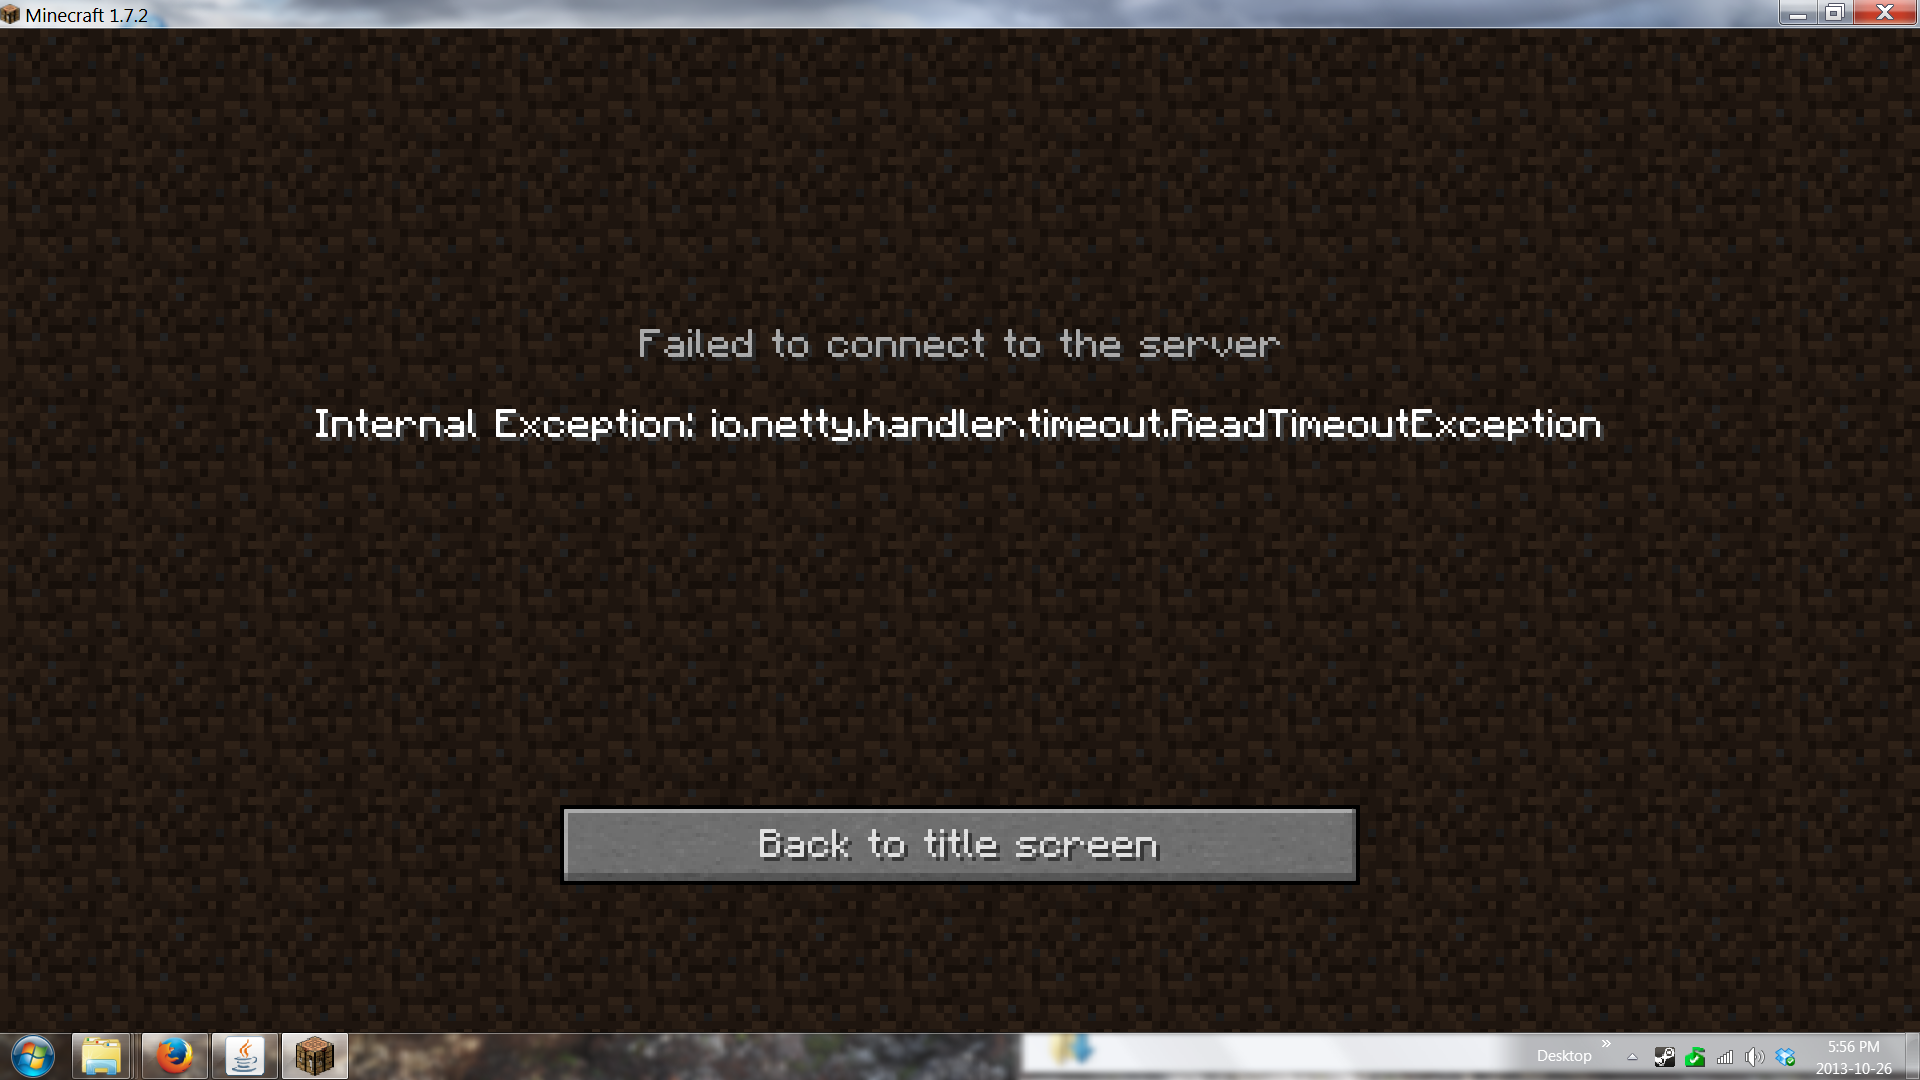 Minecraft 1.7.2
Failed to connect to the server
Internal Exception: io.netty.handler.timeout.ReadTimeoutException
Back to title screen
Desktop »
5:56 PM
2013-10-26